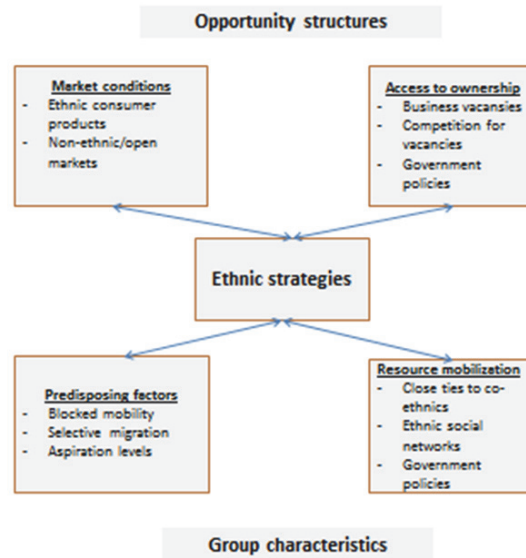 Opportunity structures
Market conditions
- Ethnic consumer
products
- Non-ethnic/open
markets
Access to ownership
- Business vacansies
- Competition for
vacancies
- Government
policies
Ethnic strategies
Predisposing factors
- Blocked mobility
- Selective migration
- Aspiration levels
Resource mobilization
- Close ties to co-
ethnics
- Ethnic social
networks
- Government
policies
Group characteristics